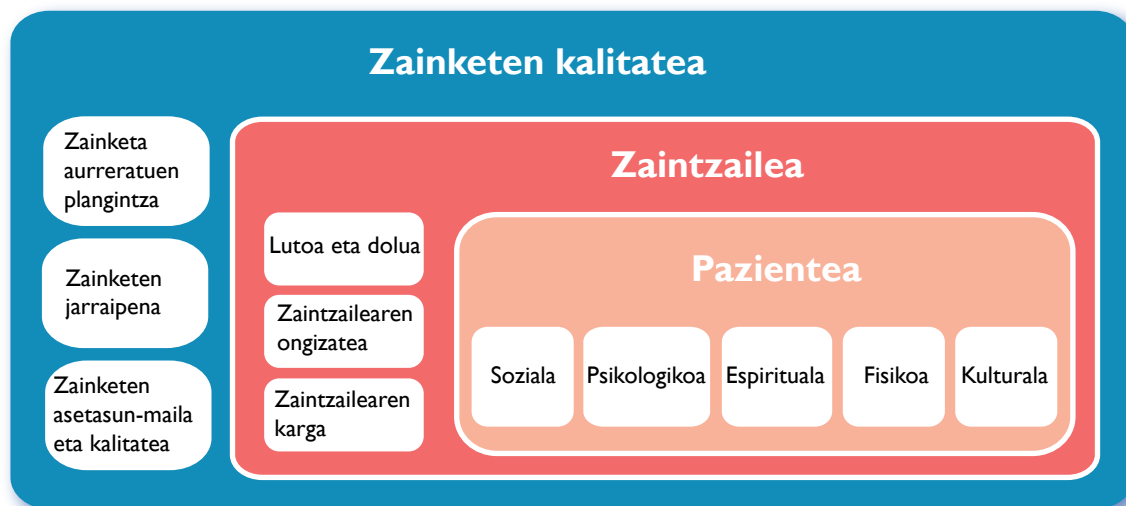 Zainketen kalitatea
Zainketa
aurreratuen
plangintza
Zainketen
jarraipena
Zainketen
asetasun-maila
eta kalitatea
Zaintzailea
Lutoa eta dolua
Zaintzailearen
ongizatea
Zaintzailearen
karga
Pazientea
Soziala
Psikologikoa
Espirituala
Fisikoa
Kulturala